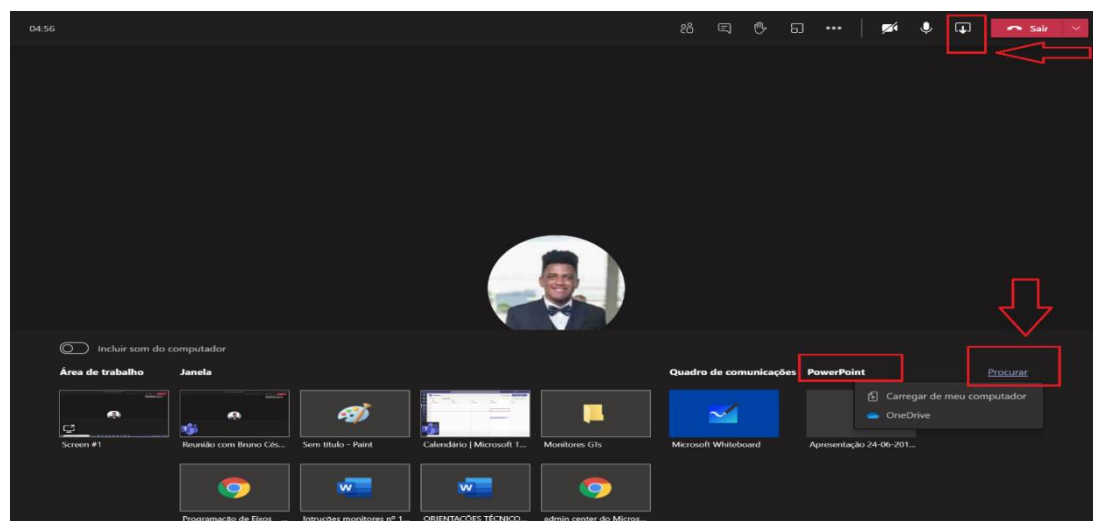 04:56
Sair
Incluir som do computador
Área de trabalho
Janela
Quadro de comunicações
PowerPoint
Procurar
Carregar de meu computador
OneDrive
Screen #1
Reunião com Bruno Cés...
Sem título - Paint
Calendário | Microsoft T...
Monitores GTs
Microsoft Whiteboard
Apresentação 24-06-201...
Programação de Eixos ...
Intruções monitores nº 1...
ORIENTAÇÕES TÉCNICO...
admin center do Micros...